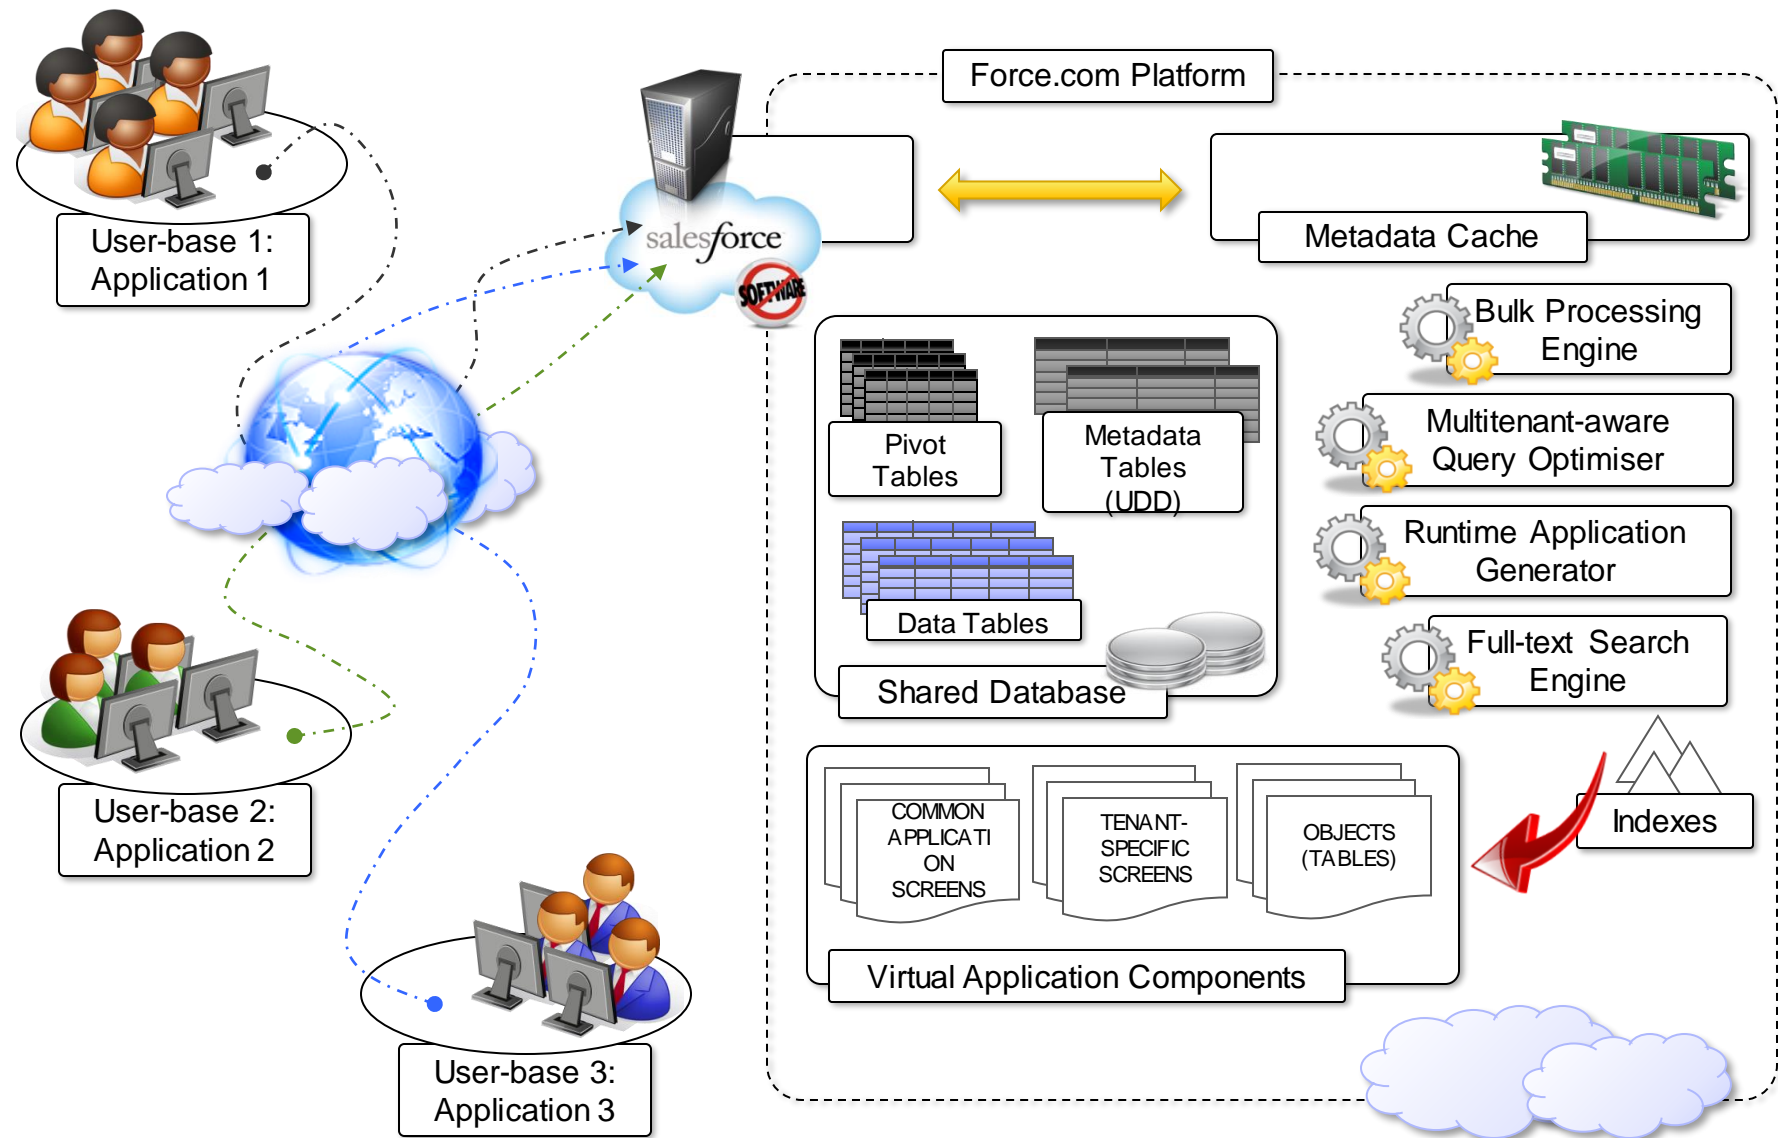 Force.com Platform
User-base 1:
Application 1
salesforce
SOFTWARE
Metadata Cache
Bulk Processing
Engine
Multitenant-aware
Query Optimiser
Runtime Application
Generator
Full-text Search
Engine
Indexes
Pivot
Tables
Metadata
Tables
(UDD)
Data Tables
Shared Database
User-base 2:
Application 2
COMMON
APPLICATI
ON
SCREENS
TENANT-
SPECIFIC
SCREENS
OBJECTS
(TABLES)
Virtual Application Components
User-base 3:
Application 3